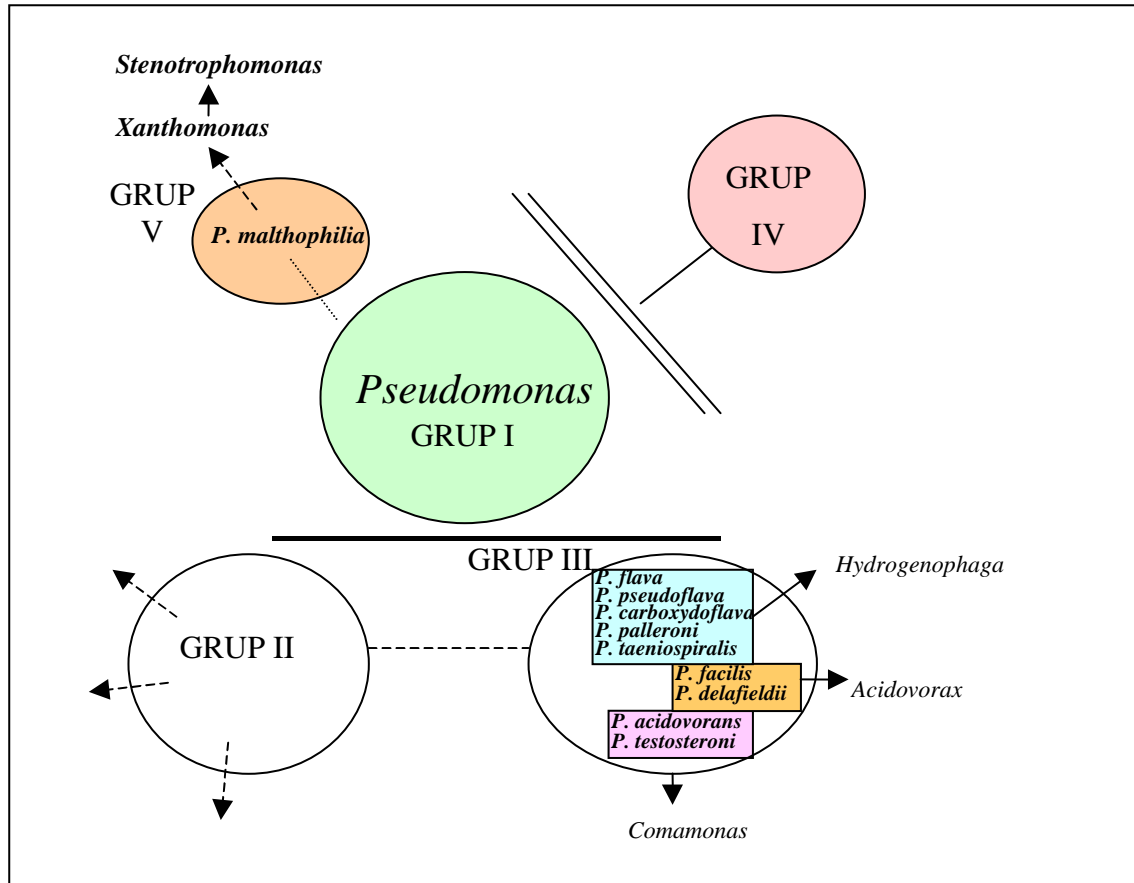 Stenotrophomonas
Xanthomonas
GRUP
V
P. malthophilia
GRUP
IV
Pseudomonas
GRUP I
GRUP II
GRUP III
P. flava
P. pseudoflava
P. carboxydoflava
P. palleroni
P. taeniospiralis
Hydrogenophaga
P. facilis
P. delafieldii
Acidovorax
P. acidovorans
P. testosteroni
Comamonas